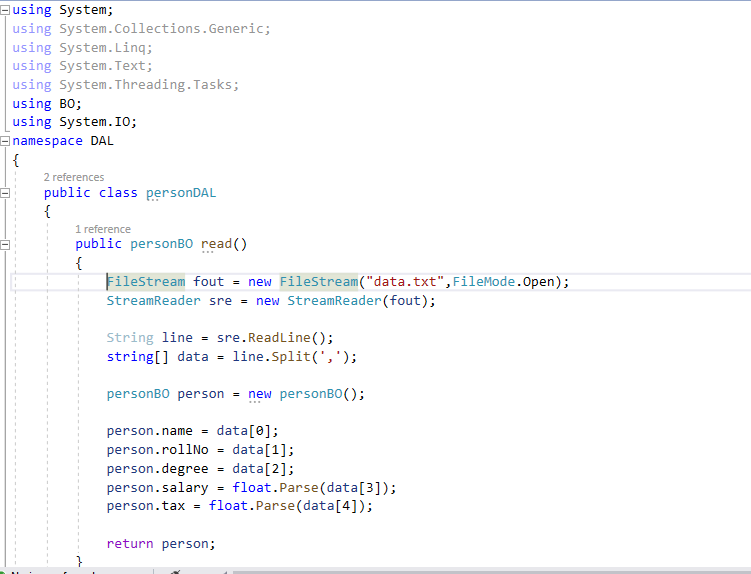 using System;
using System.Collections.Generic;
using System.Linq;
using System.Text;
using System.Threading.Tasks;
using BO;
using System.IO;
namespace DAL
{
2 references
public class personDAL
{
1 reference
public personBO read()
{
FileStream fout = new FileStream("data.txt",FileMode.Open);
StreamReader sre = new StreamReader(fout);
String line = sre.ReadLine();
string[] data = line.Split(',');
personBO person = new personBO();
person.name = data[0];
person.rollNo = data[1];
person.degree = data[2];
person.salary = float.Parse(data[3]);
person.tax = float.Parse(data[4]);
return person;
}